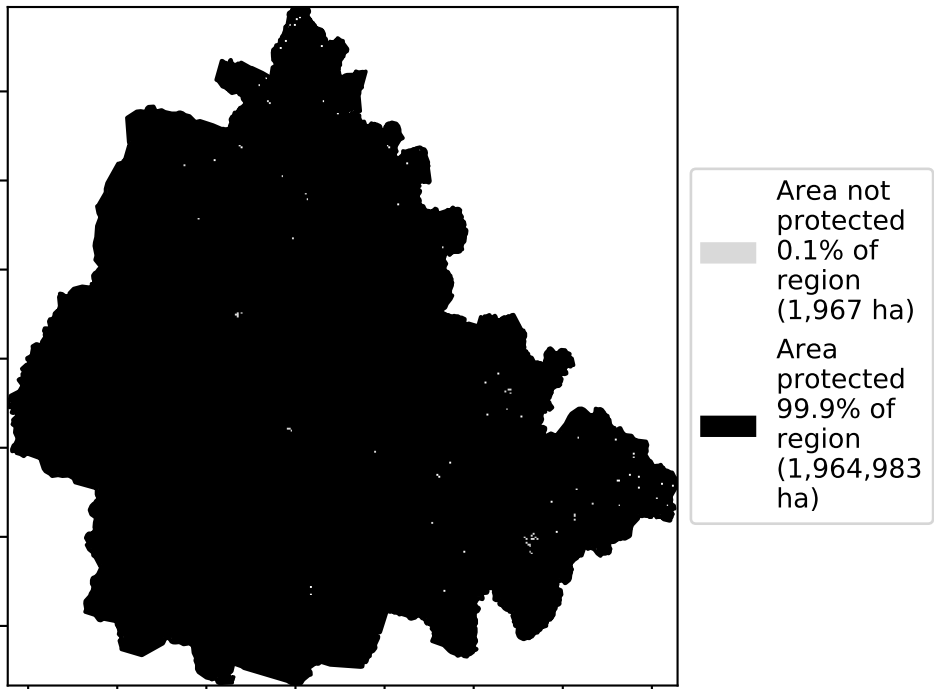 Area not
protected
0.1% of
region
(1,967 ha)
Area
protected
99.9% of
region
(1,964,983
ha)